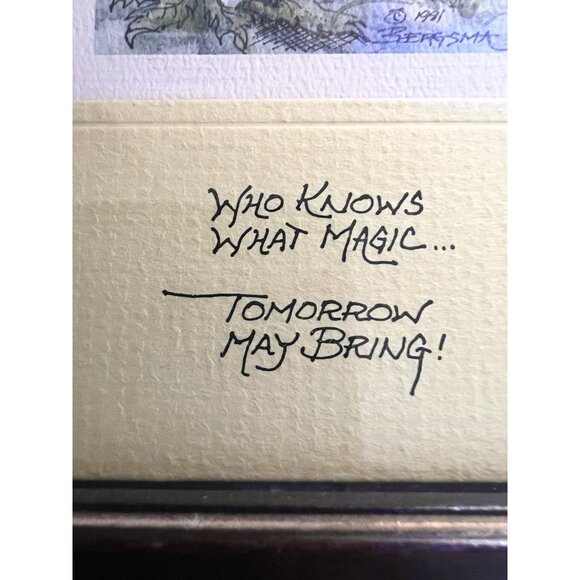 © 1991
BERGSMA
WHO KNOWS
WHAT MAGIC...
TOMORROW
MAY BRING!